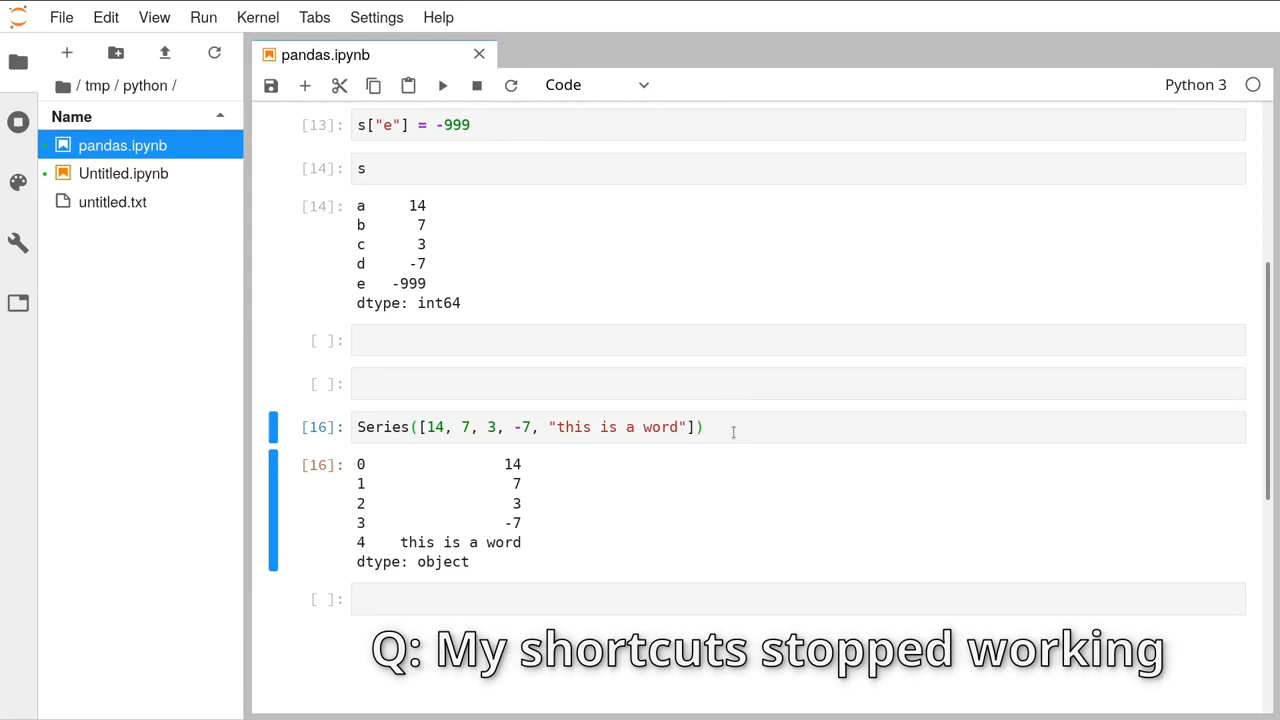 File Edit View Run Kernel Tabs Settings Help
pandas.ipynb
/ tmp / python /
Code
Python 3
Name
pandas.ipynb
Untitled.ipynb
untitled.txt
[13]: s["e"] = -999
[14]: s
[14]: a 14
b 7
c 3
d -7
e -999
dtype: int64
[ ]:
[ ]:
[16]: Series([14, 7, 3, -7, "this is a word"])
[16]: 0 14
1 7
2 3
3 -7
4 this is a word
dtype: object
[ ]:
Q: My shortcuts stopped working